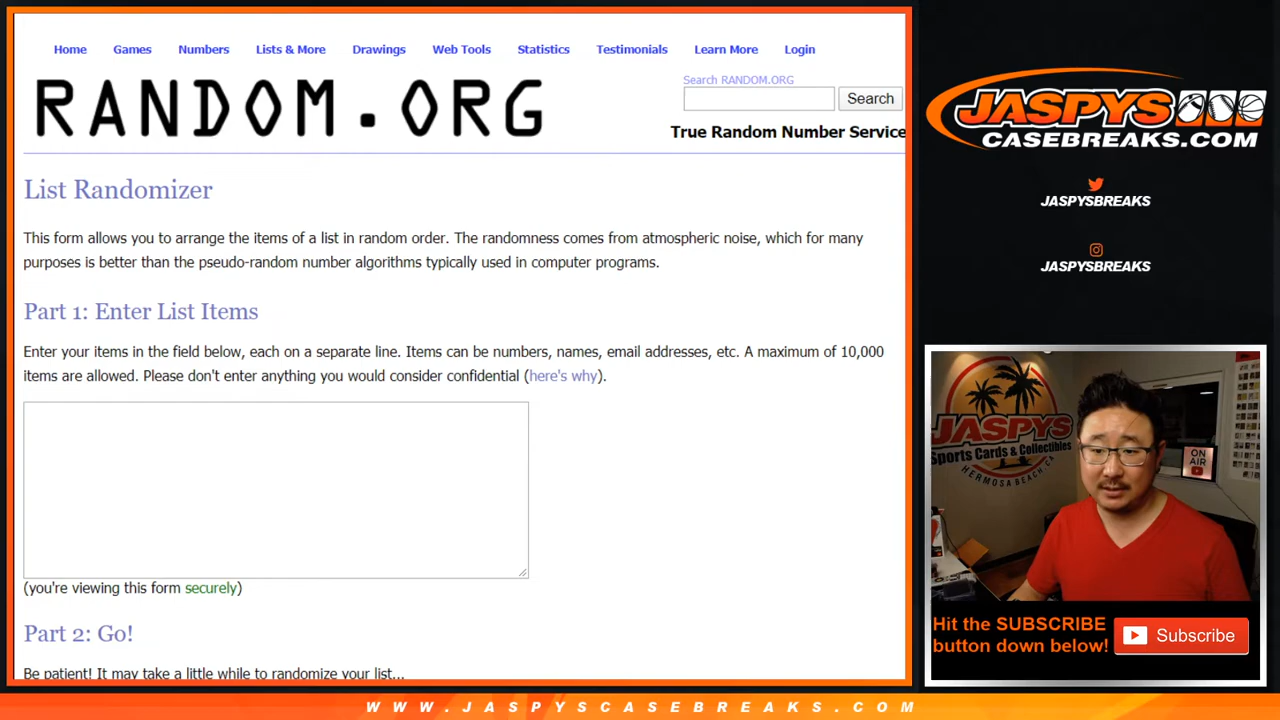 Home Games Numbers Lists & More Drawings Web Tools Statistics Testimonials Learn More Login
RANDOM.ORG
Search RANDOM.ORG
Search
True Random Number Service
List Randomizer
This form allows you to arrange the items of a list in random order. The randomness comes from atmospheric noise, which for many
purposes is better than the pseudo-random number algorithms typically used in computer programs.
Part 1: Enter List Items
Enter your items in the field below, each on a separate line. Items can be numbers, names, email addresses, etc. A maximum of 10,000
items are allowed. Please don't enter anything you would consider confidential (here's why).
(you're viewing this form securely)
Part 2: Go!
Be patient! It may take a little while to randomize your list...
JASPYS
CASEBREAKS.COM
JASPYSBREAKS
JASPYSBREAKS
JASPYS
Sports Cards & Collectibles
HERMOSA BEACH, CA
ON
AIR
Hit the SUBSCRIBE
button down below!
Subscribe
WWW.JASPYSCASEBREAKS.COM